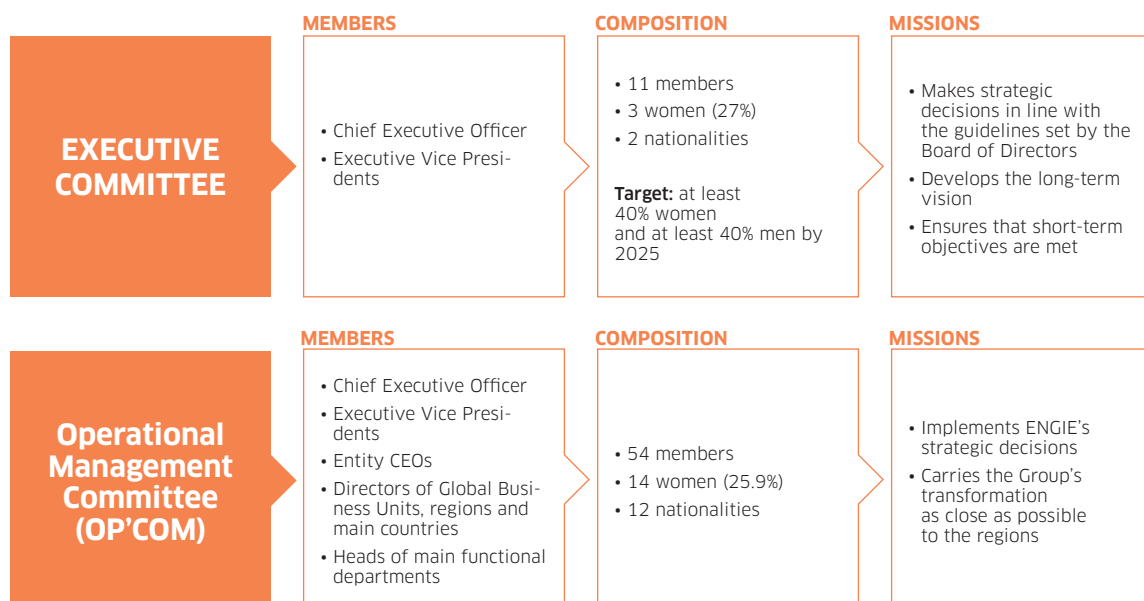 EXECUTIVE
COMMITTEE
MEMBERS
• Chief Executive Officer
• Executive Vice Presi-
dents
COMPOSITION
• 11 members
• 3 women (27%)
• 2 nationalities
Target: at least
40% women
and at least 40% men by
2025
MISSIONS
• Makes strategic
decisions in line with
the guidelines set by the
Board of Directors
• Develops the long-term
vision
• Ensures that short-term
objectives are met
Operational
Management
Committee
(OP’COM)
MEMBERS
• Chief Executive Officer
• Executive Vice Presi-
dents
• Entity CEOs
• Directors of Global Busi-
ness Units, regions and
main countries
• Heads of main functional
departments
COMPOSITION
• 54 members
• 14 women (25.9%)
• 12 nationalities
MISSIONS
• Implements ENGIE’s
strategic decisions
• Carries the Group’s
transformation
as close as possible
to the regions